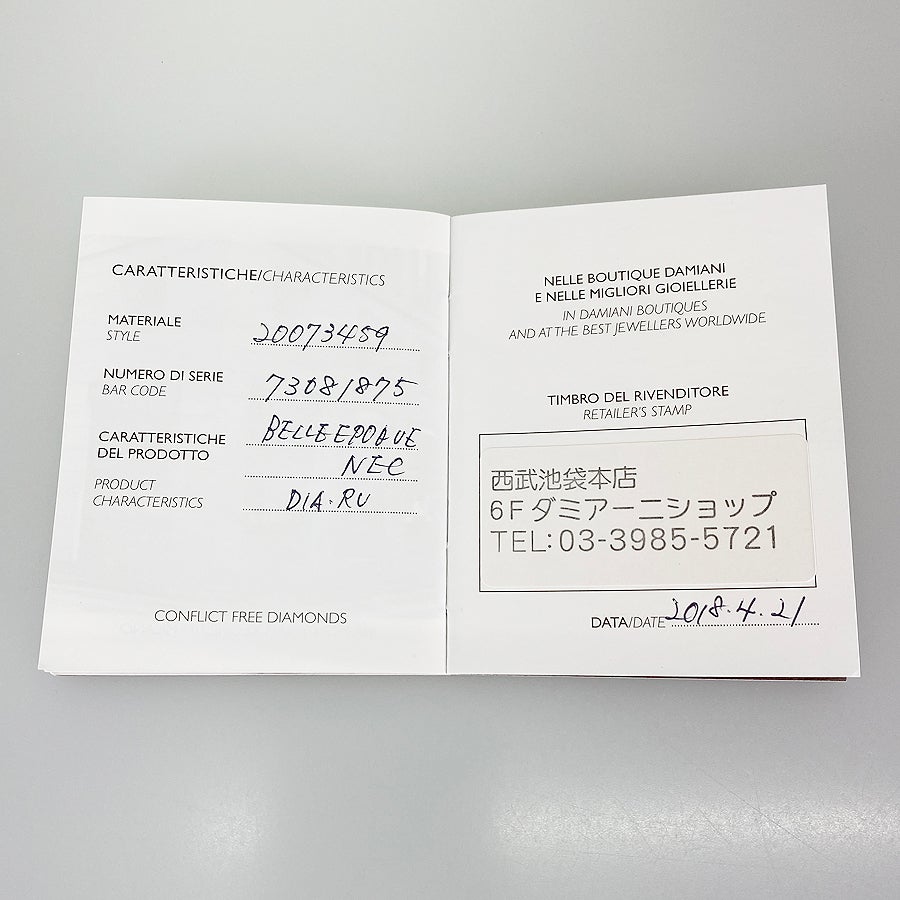 CARATTERISTICHE/CHARACTERISTICS
MATERIALE
STYLE
20073459
NUMERO DI SERIE
BAR CODE
73081875
CARATTERISTICHE
DEL PRODOTTO
PRODUCT
CHARACTERISTICS
BELLE EPOQUE
NEC
DIA・RU
CONFLICT FREE DIAMONDS
NELLE BOUTIQUE DAMIANI
E NELLE MIGLIORI GIOIELLERIE
IN DAMIANI BOUTIQUES
AND AT THE BEST JEWELLERS WORLDWIDE
TIMBRO DEL RIVENDITORE
RETAILER'S STAMP
西武池袋本店
6Fダミアーニショップ
TEL:03-3985-5721
DATA/DATE 2018.4.21